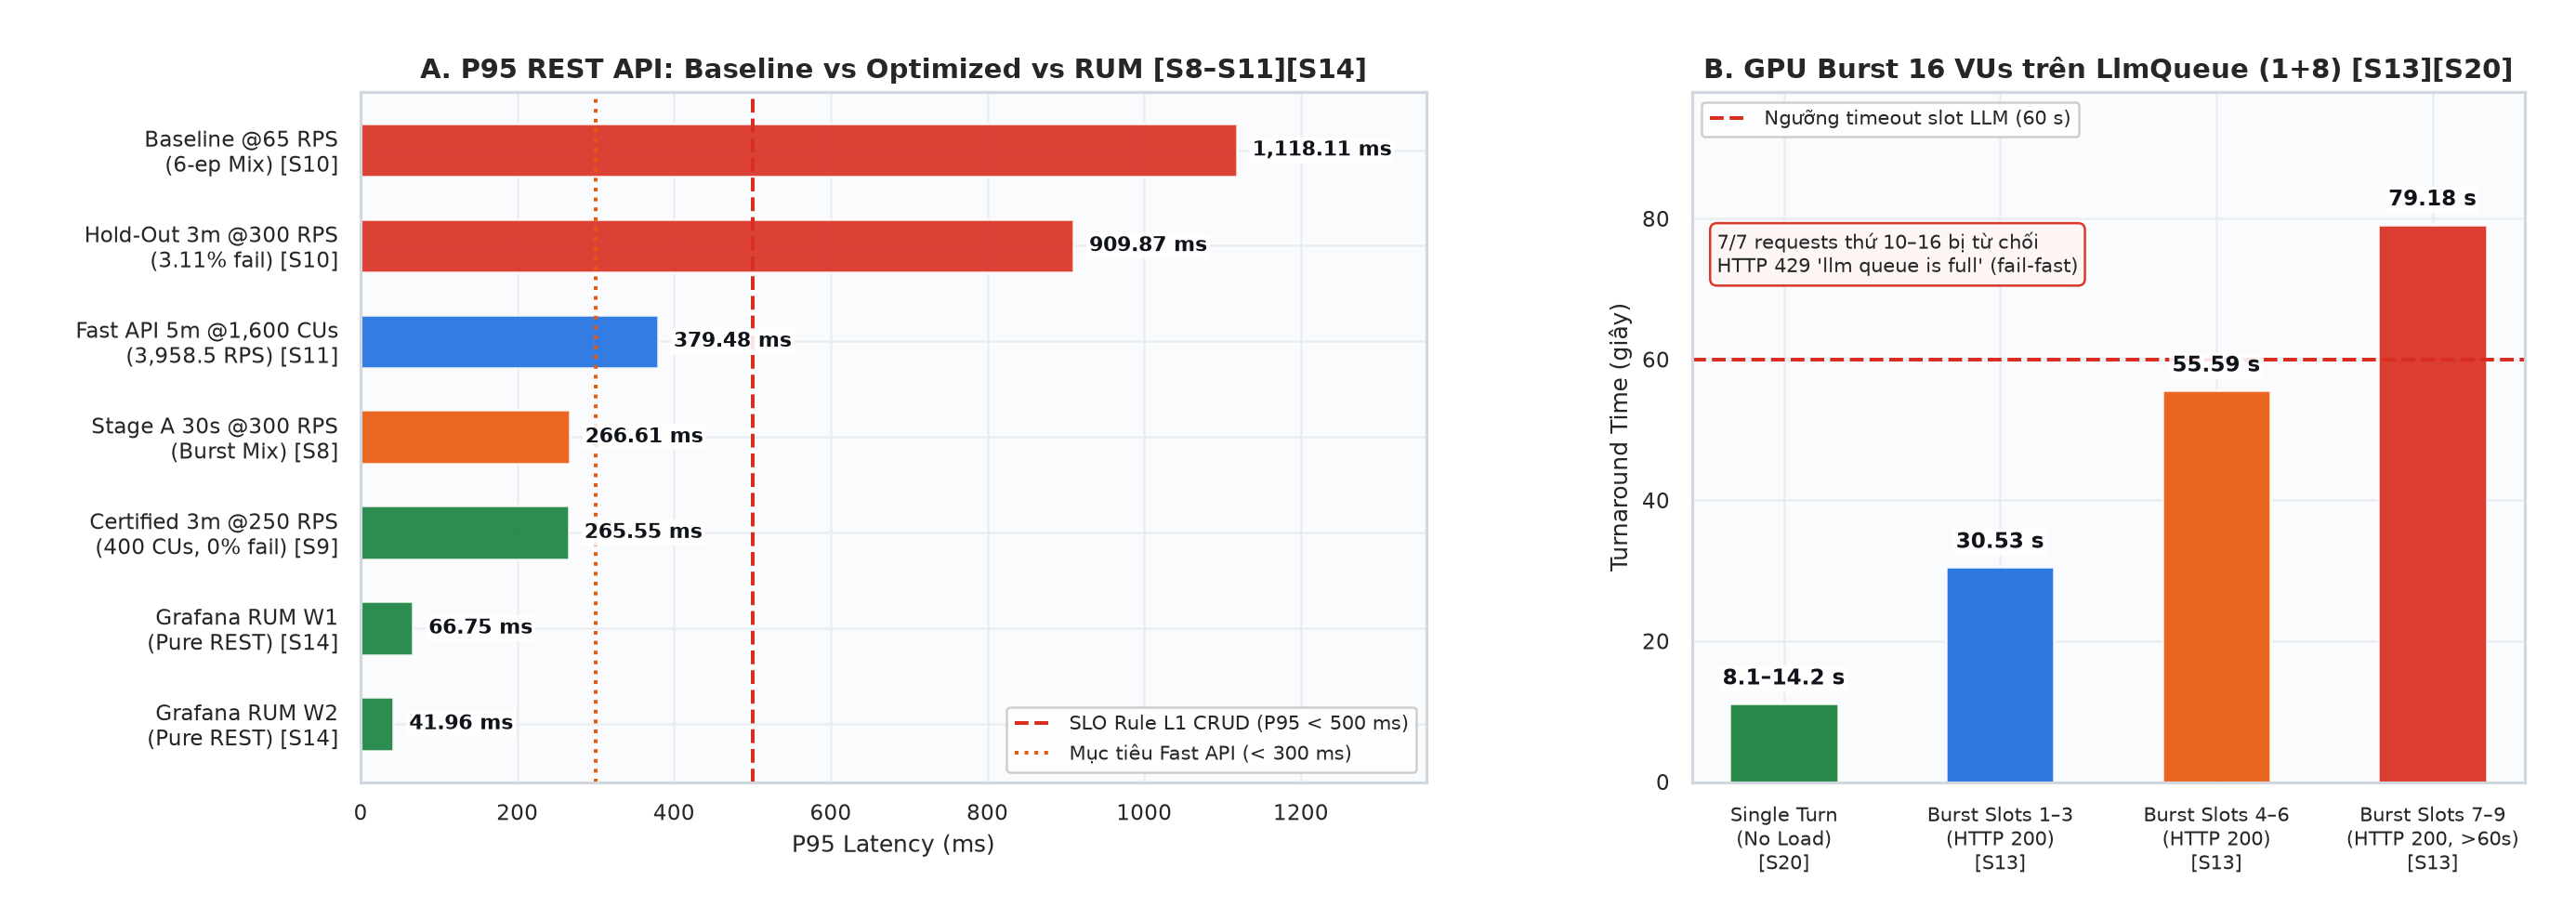 A. P95 REST API: Baseline vs Optimized vs RUM [S8–S11][S14]
Baseline @65 RPS
(6-ep Mix) [S10]
1,118.11 ms
Hold-Out 3m @300 RPS
(3.11% fail) [S10]
909.87 ms
Fast API 5m @1,600 CUs
(3,958.5 RPS) [S11]
379.48 ms
Stage A 30s @300 RPS
(Burst Mix) [S8]
266.61 ms
Certified 3m @250 RPS
(400 CUs, 0% fail) [S9]
265.55 ms
Grafana RUM W1
(Pure REST) [S14]
66.75 ms
Grafana RUM W2
(Pure REST) [S14]
41.96 ms
SLO Rule L1 CRUD (P95 < 500 ms)
Mục tiêu Fast API (< 300 ms)
0 200 400 600 800 1000 1200
P95 Latency (ms)
B. GPU Burst 16 VUs trên LlmQueue (1+8) [S13][S20]
Ngưỡng timeout slot LLM (60 s)
7/7 requests thứ 10–16 bị từ chối
HTTP 429 'llm queue is full' (fail-fast)
Turnaround Time (giây)
80
60
40
20
0
8.1–14.2 s
30.53 s
55.59 s
79.18 s
Single Turn
(No Load)
[S20]
Burst Slots 1–3
(HTTP 200)
[S13]
Burst Slots 4–6
(HTTP 200)
[S13]
Burst Slots 7–9
(HTTP 200, >60s)
[S13]